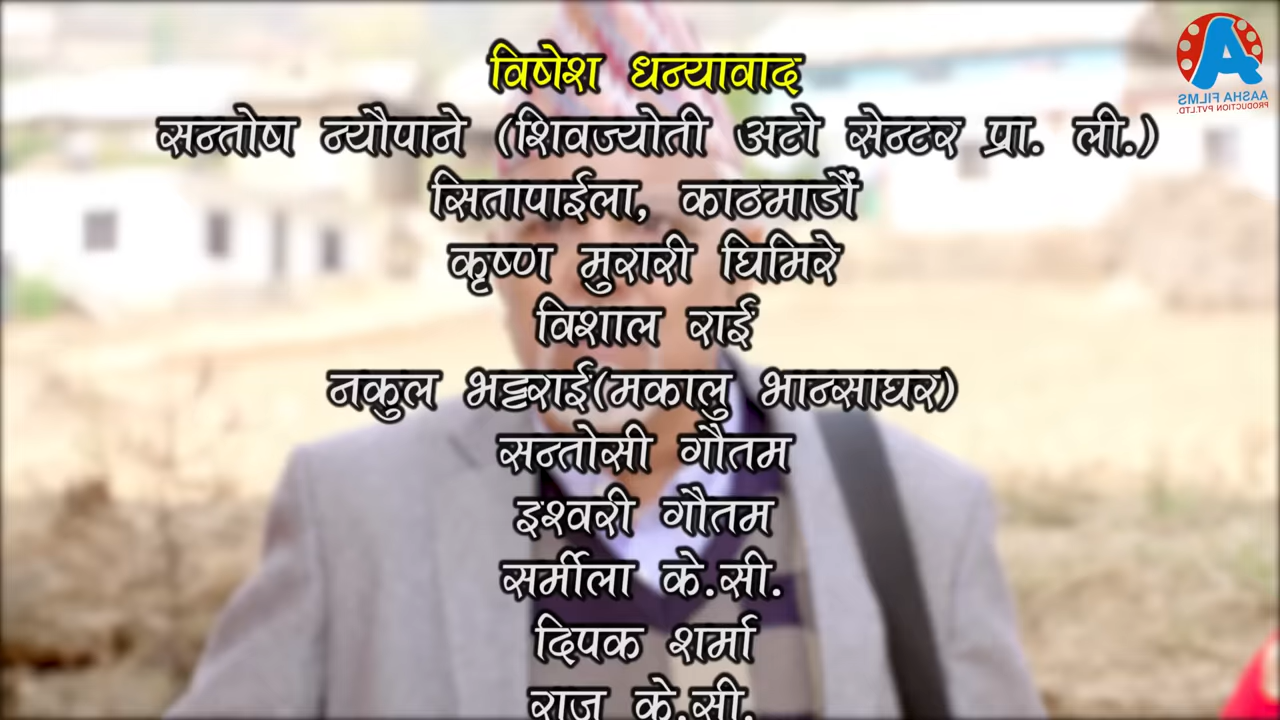 विषेश धन्यावाद
सन्तोष न्यौपाने (शिवज्योती अटो सेन्टर प्रा. ली.)
सितापाईला, काठमाडौं
कृष्ण मुरारी घिमिरे
विशाल राई
नकुल भट्टराई(मकालु भान्साघर)
सन्तोसी गौतम
इश्वरी गौतम
सर्मीला के.सी.
दिपक शर्मा
राजु के.सी.
A
AASHA FILMS
PRODUCTION PVT.LTD.